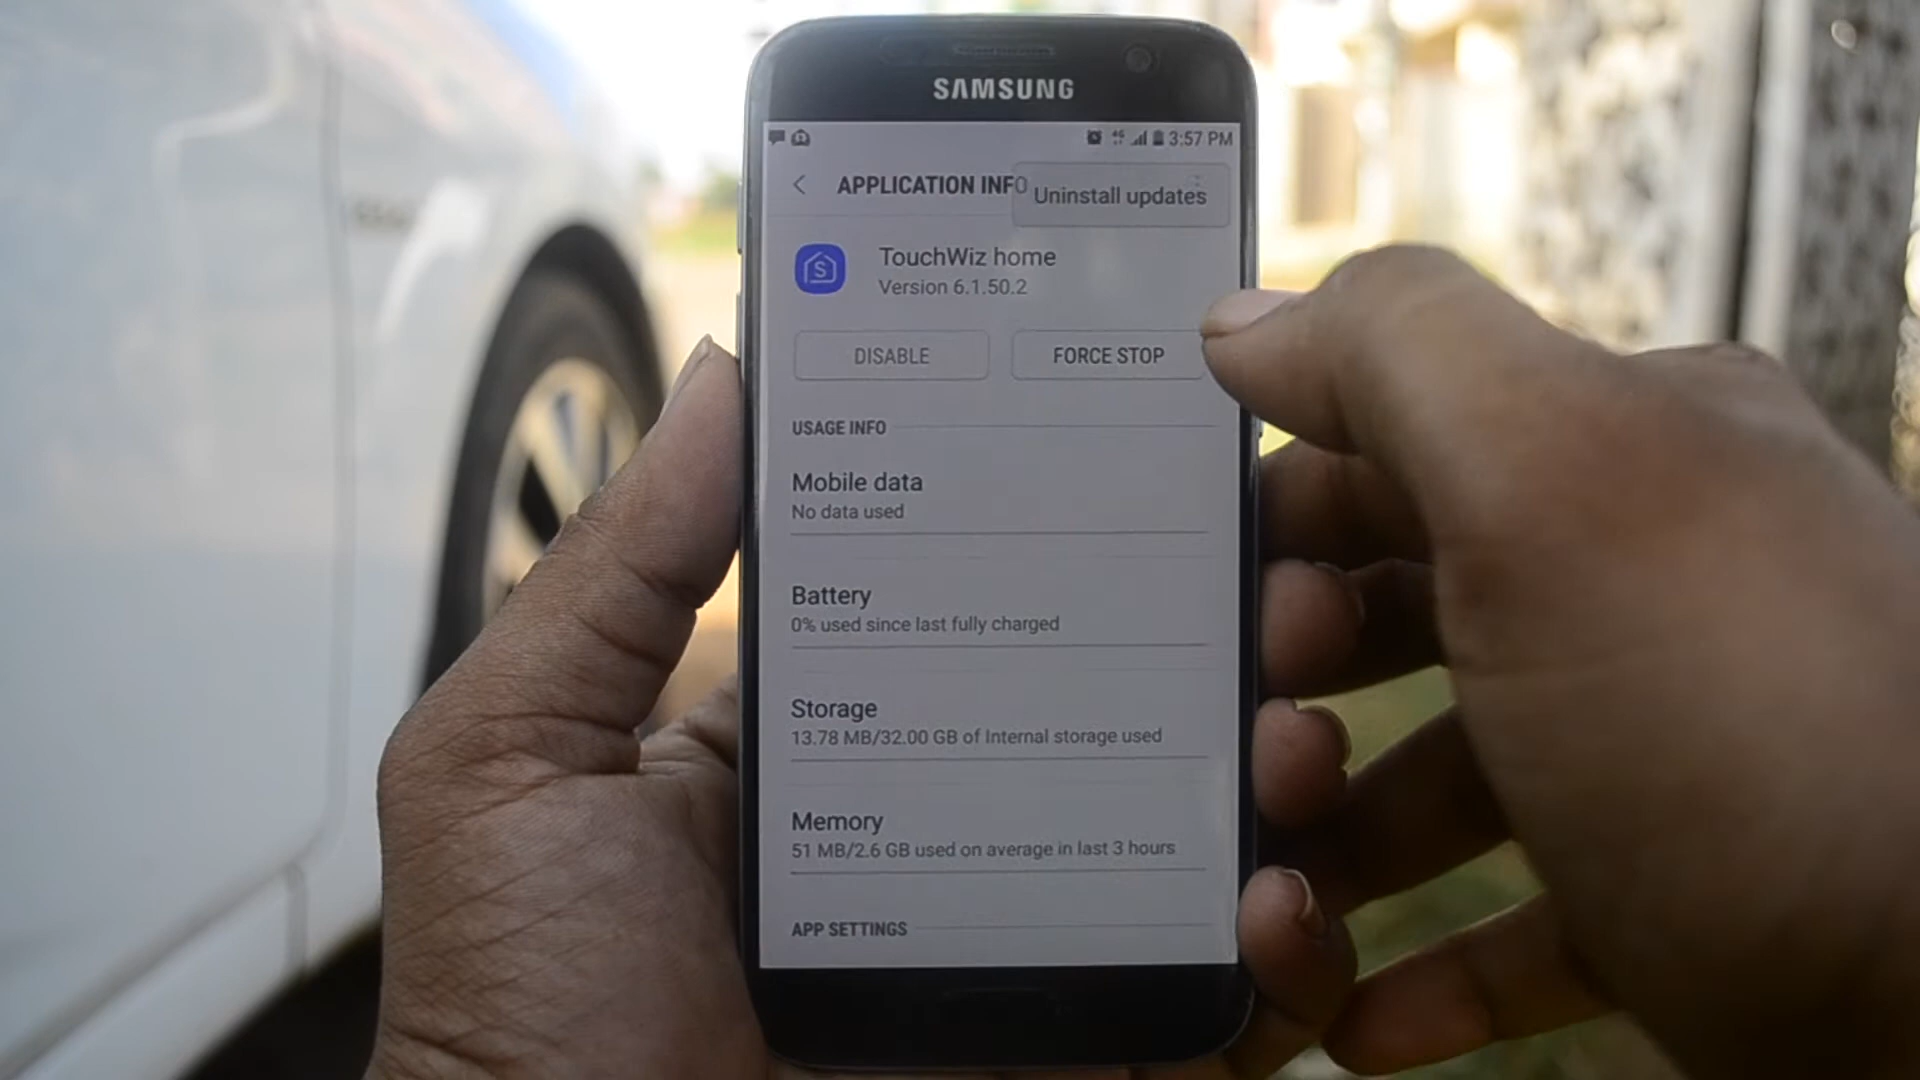 SAMSUNG
4G 3:57 PM
APPLICATION INFO
Uninstall updates
S
TouchWiz home
Version 6.1.50.2
DISABLE
FORCE STOP
USAGE INFO
Mobile data
No data used
Battery
0% used since last fully charged
Storage
13.78 MB/32.00 GB of Internal storage used
Memory
51 MB/2.6 GB used on average in last 3 hours
APP SETTINGS